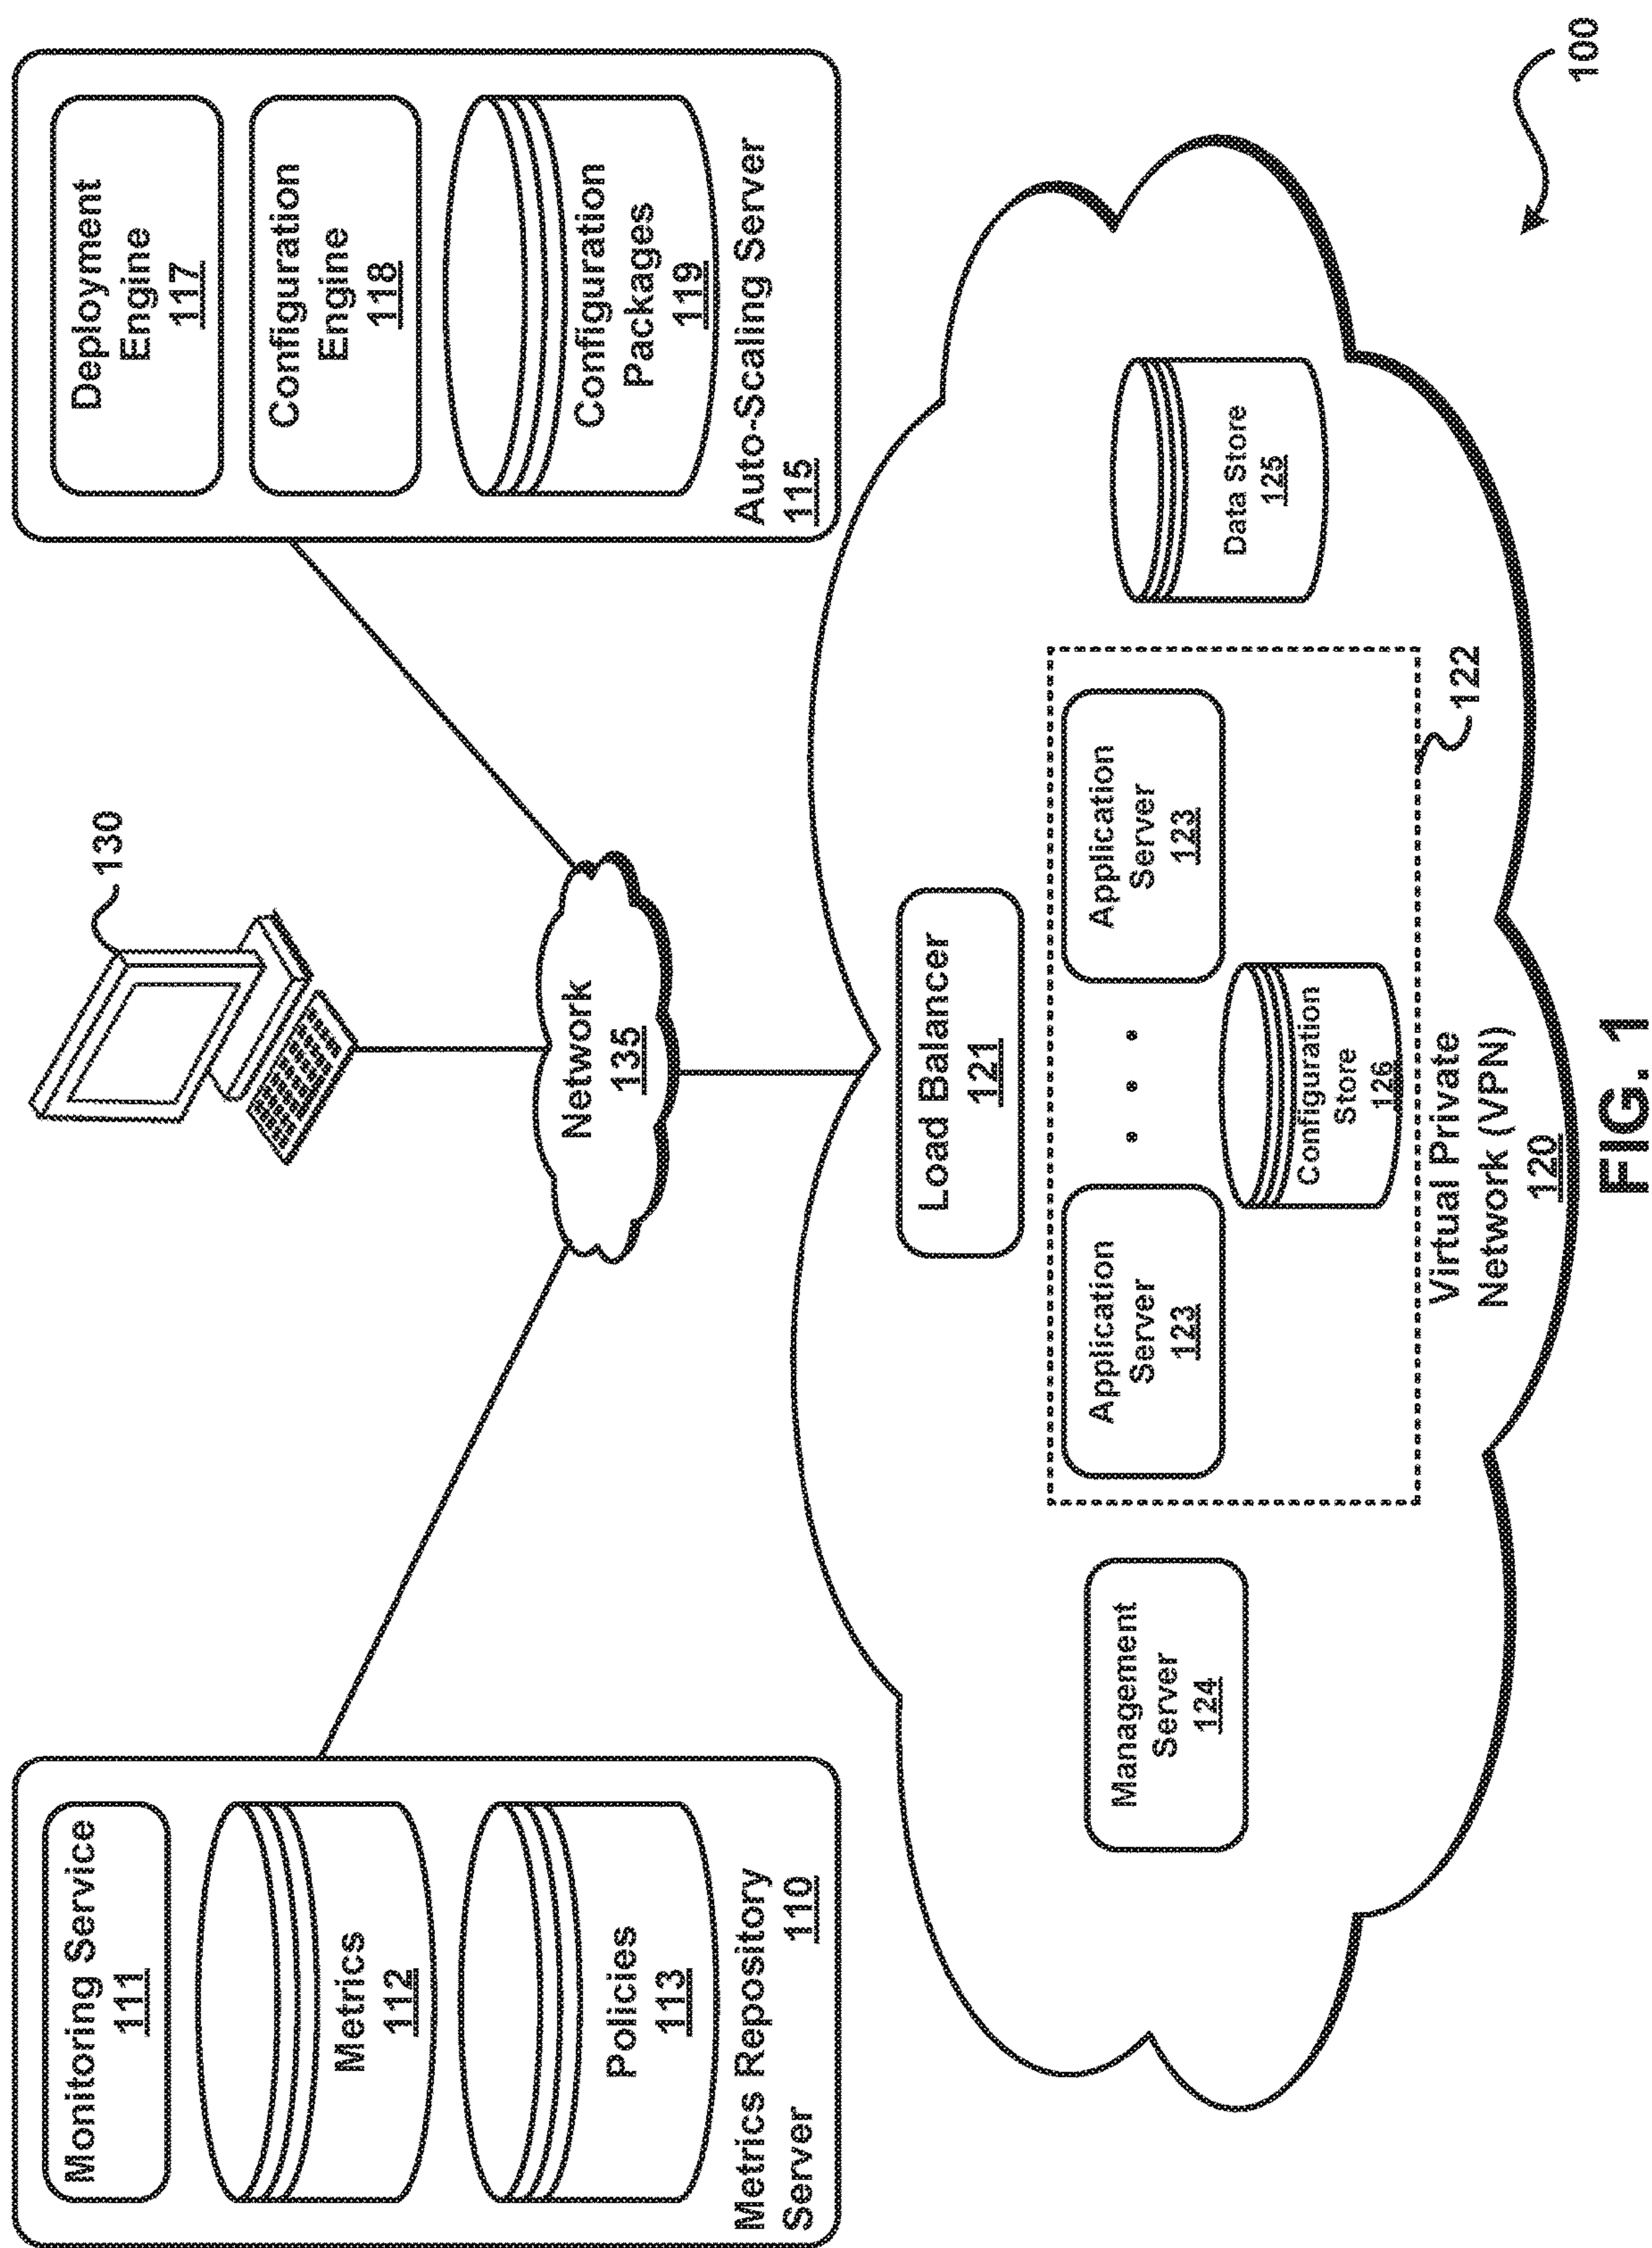 Monitoring Service
111
Metrics
112
Policies
113
Metrics Repository
Server
110
130
Network
135
Deployment
Engine
117
Configuration
Engine
118
Configuration
Packages
119
Auto-Scaling Server
115
Load Balancer
121
Management
Server
124
Application
Server
123
Application
Server
123
Configuration
Store
126
122
Data Store
125
Virtual Private
Network (VPN)
120
100
FIG. 1